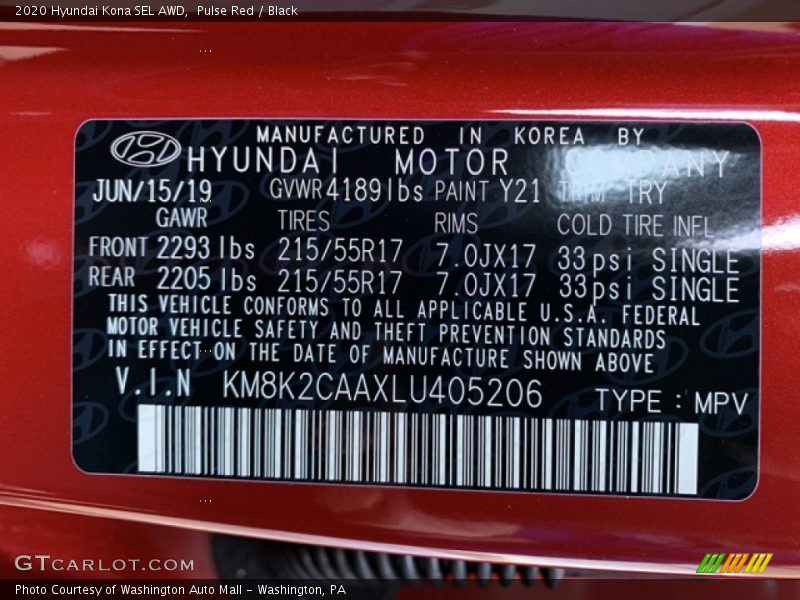 2020 Hyundai Kona SEL AWD, Pulse Red / Black
MANUFACTURED IN KOREA BY
HYUNDAI MOTOR COMPANY
JUN/15/19 GVWR 4189 lbs PAINT Y21 TRIM TRY
GAWR TIRES RIMS COLD TIRE INFL
FRONT 2293 lbs 215/55R17 7.0JX17 33psi SINGLE
REAR 2205 lbs 215/55R17 7.0JX17 33psi SINGLE
THIS VEHICLE CONFORMS TO ALL APPLICABLE U.S.A. FEDERAL
MOTOR VEHICLE SAFETY AND THEFT PREVENTION STANDARDS
IN EFFECT ON THE DATE OF MANUFACTURE SHOWN ABOVE
V.I.N KM8K2CAAXLU405206 TYPE : MPV
GTCARLOT.COM
Photo Courtesy of Washington Auto Mall - Washington, PA